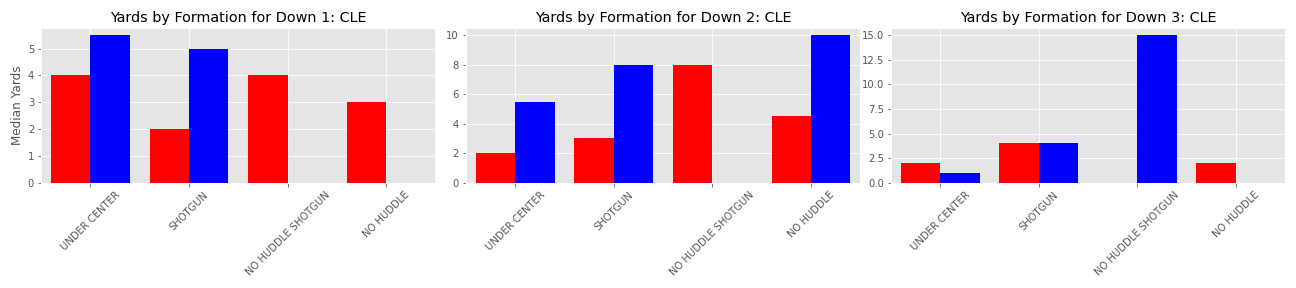 Yards by Formation for Down 1: CLE
Median Yards
5
4
3
2
1
0
UNDER CENTER
SHOTGUN
NO HUDDLE SHOTGUN
NO HUDDLE
Yards by Formation for Down 2: CLE
10
8
6
4
2
0
UNDER CENTER
SHOTGUN
NO HUDDLE SHOTGUN
NO HUDDLE
Yards by Formation for Down 3: CLE
15.0
12.5
10.0
7.5
5.0
2.5
0.0
UNDER CENTER
SHOTGUN
NO HUDDLE SHOTGUN
NO HUDDLE